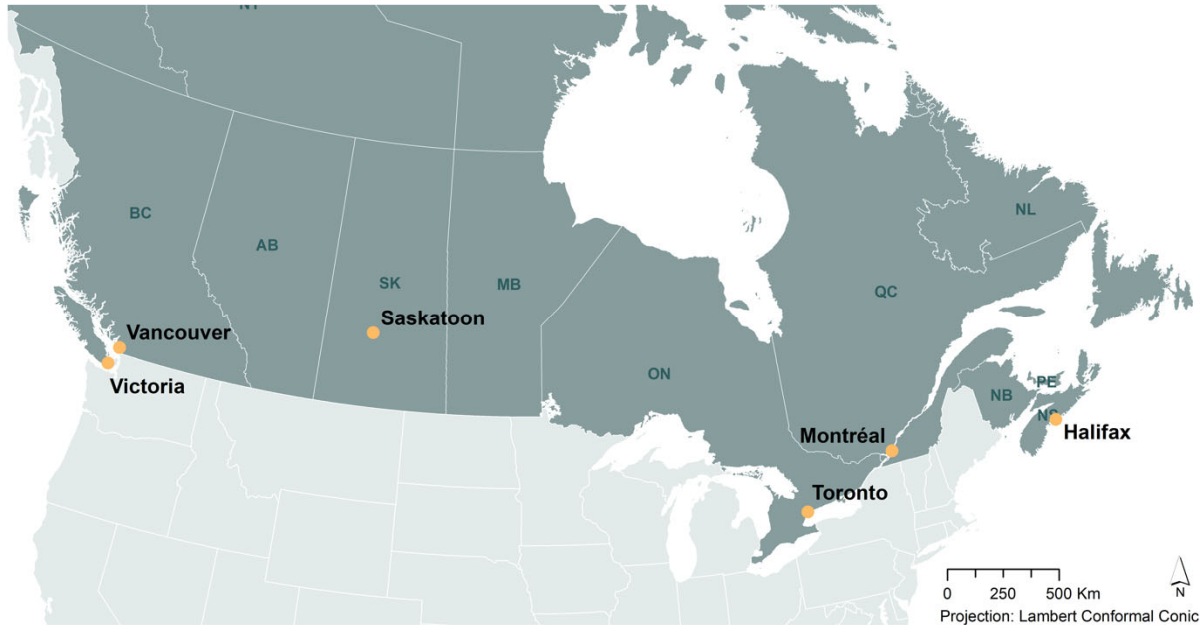 NT
BC
NL
AB
SK
MB
QC
Saskatoon
Vancouver
Victoria
ON
PE
NB
NS
Halifax
Montréal
Toronto
0 250 500 Km
N
Projection: Lambert Conformal Conic